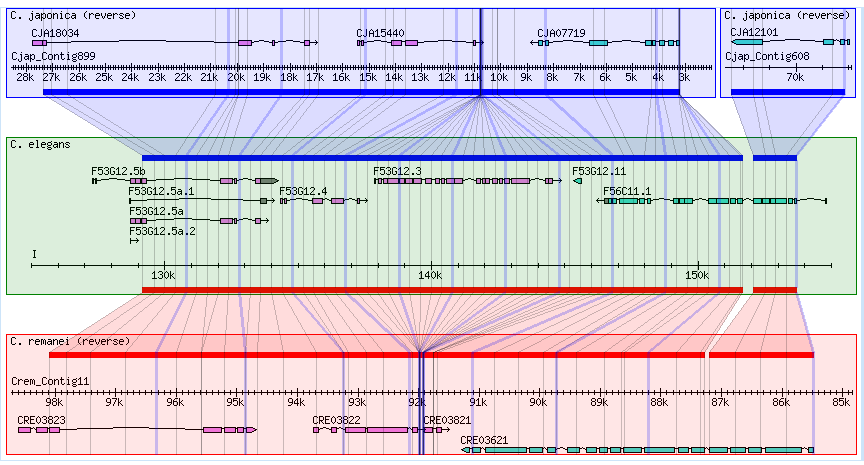 C. japonica (reverse)
CJA18034 CJA15440 CJA07719
Cjap_Contig899
28k 27k 26k 25k 24k 23k 22k 21k 20k 19k 18k 17k 16k 15k 14k 13k 12k 11k 10k 9k 8k 7k 6k 5k 4k 3k
C. japonica (reverse)
CJA12101
Cjap_Contig608
70k
C. elegans
F53G12.5b F53G12.3 F53G12.11
F53G12.5a.1 F53G12.4 F56C11.1
F53G12.5a
F53G12.5a.2
I
130k 140k 150k
C. remanei (reverse)
Crem_Contig11
98k 97k 96k 95k 94k 93k 92k 91k 90k 89k 88k 87k 86k 85k
CRE03823 CRE03822 CRE03821
CRE03621